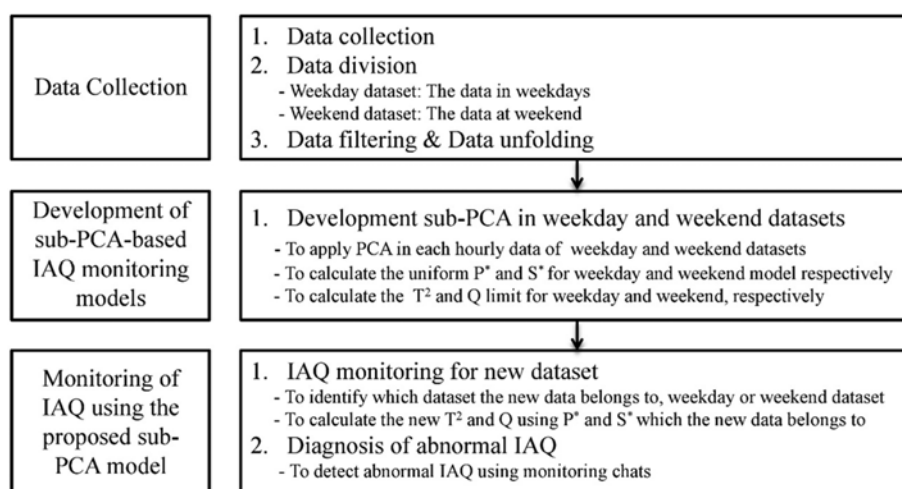 Data Collection
1. Data collection
2. Data division
- Weekday dataset: The data in weekdays
- Weekend dataset: The data at weekend
3. Data filtering & Data unfolding
Development of
sub-PCA-based
IAQ monitoring
models
1. Development sub-PCA in weekday and weekend datasets
- To apply PCA in each hourly data of weekday and weekend datasets
- To calculate the uniform P* and S* for weekday and weekend model respectively
- To calculate the T² and Q limit for weekday and weekend, respectively
Monitoring of
IAQ using the
proposed sub-
PCA model
1. IAQ monitoring for new dataset
- To identify which dataset the new data belongs to, weekday or weekend dataset
- To calculate the new T² and Q using P* and S* which the new data belongs to
2. Diagnosis of abnormal IAQ
- To detect abnormal IAQ using monitoring chats